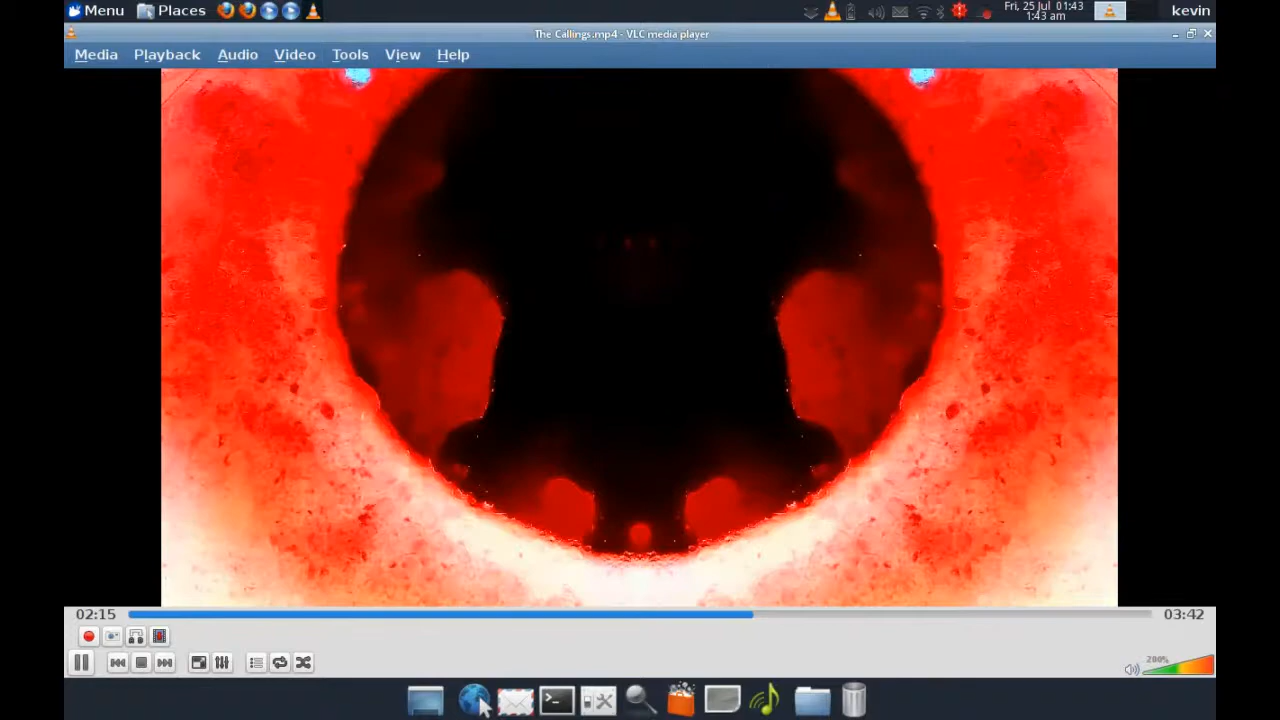 Menu Places Fri, 25 Jul 01:43 kevin
1:43 am
The Callings.mp4 - VLC media player
Media Playback Audio Video Tools View Help
02:15 03:42
200%